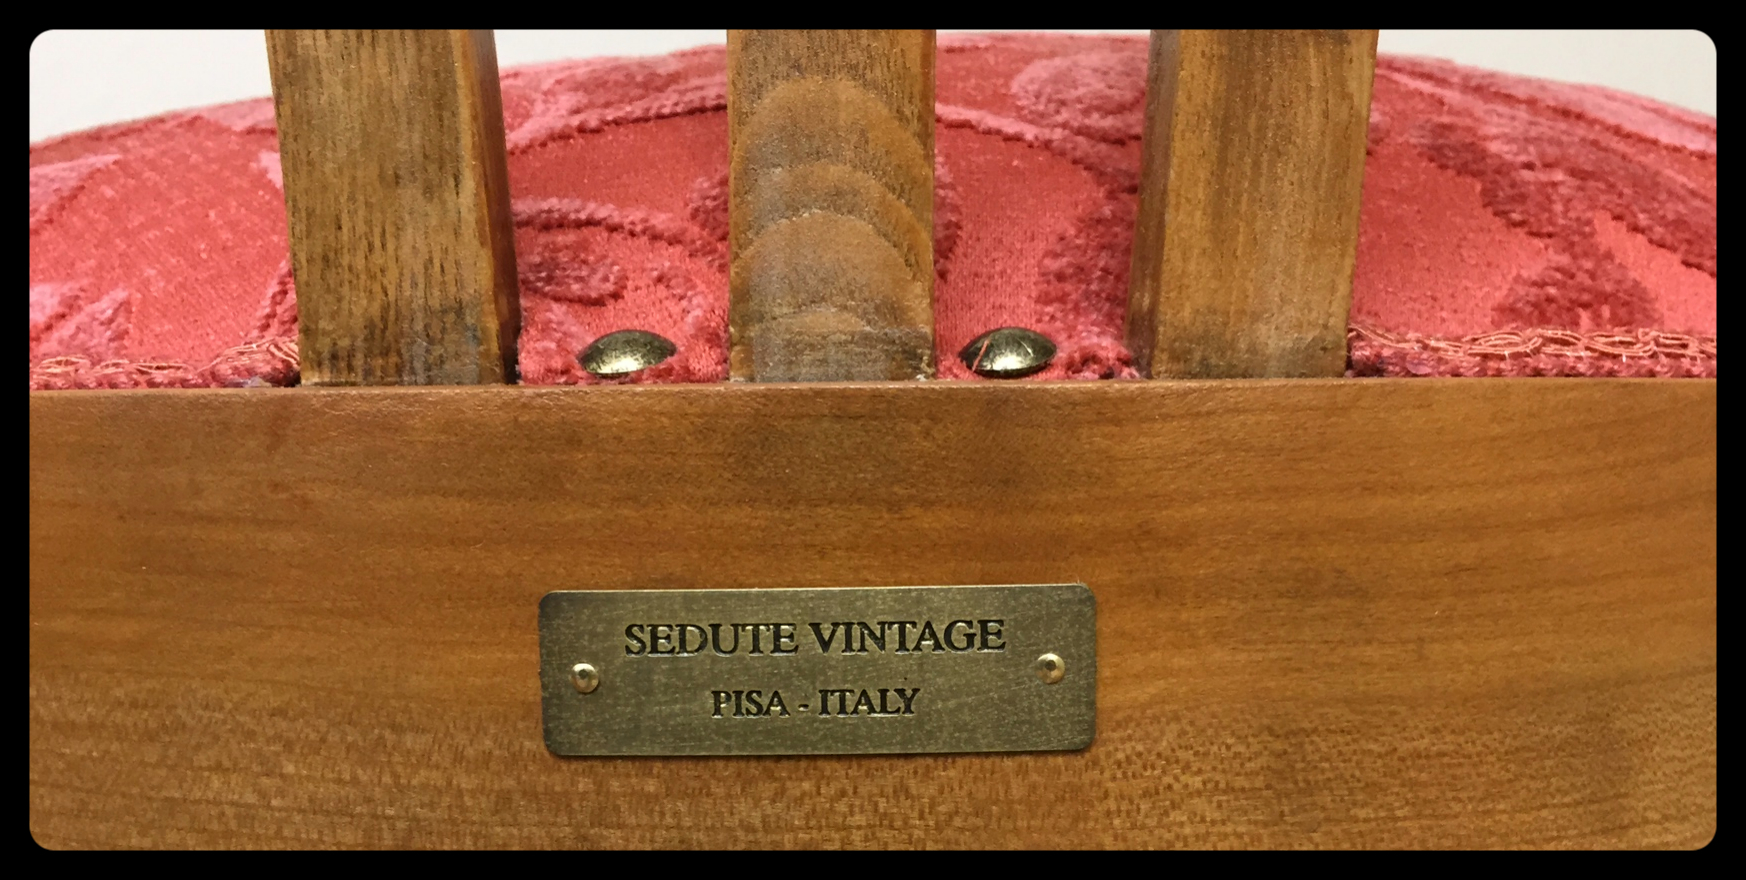 SEDUTE VINTAGE
PISA - ITALY